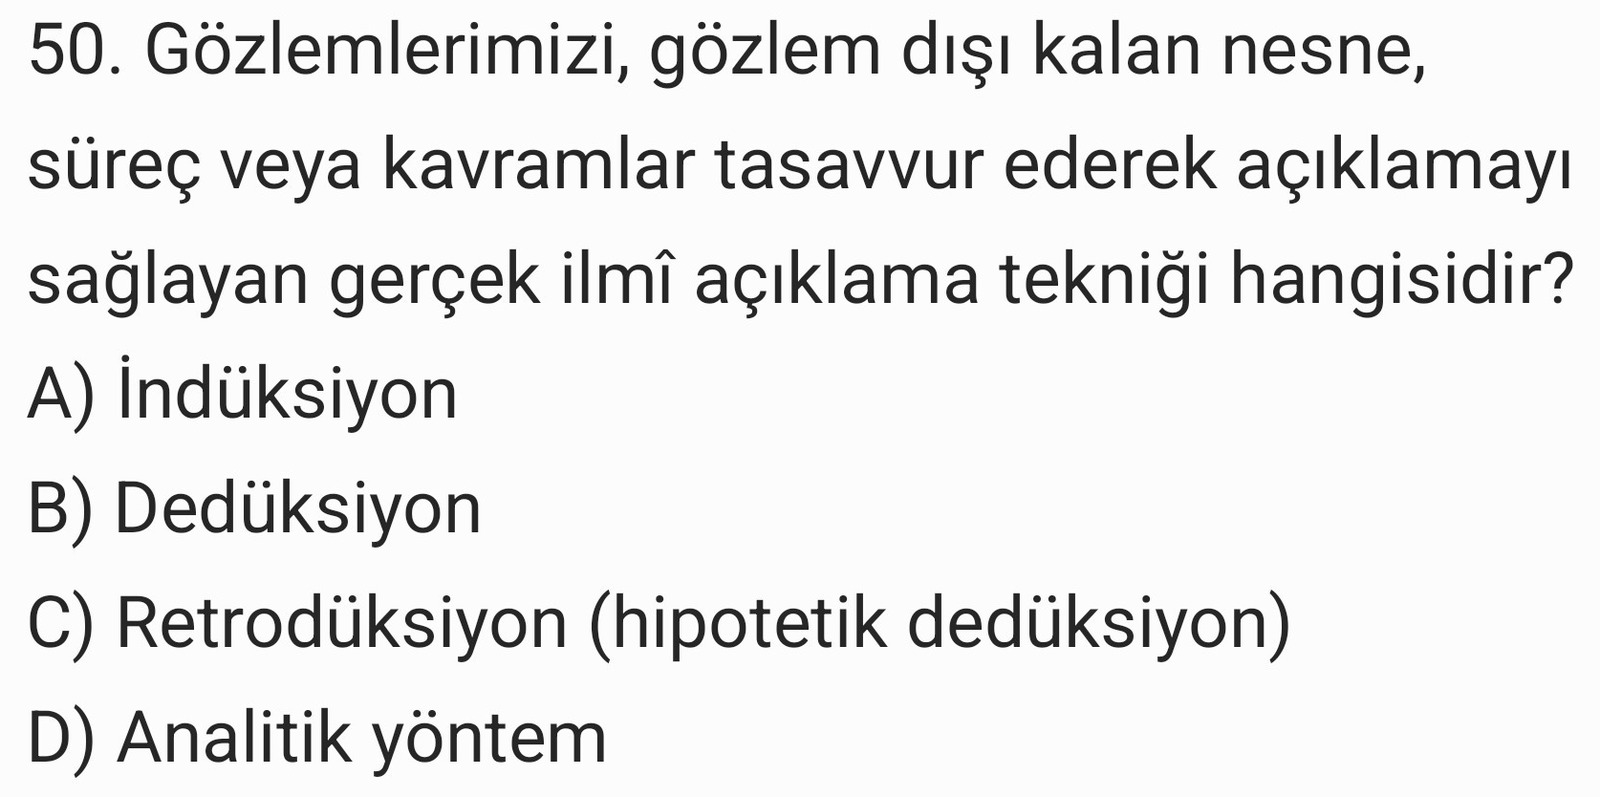 50. Gözlemlerimizi, gözlem dışı kalan nesne,
süreç veya kavramlar tasavvur ederek açıklamayı
sağlayan gerçek ilmî açıklama tekniği hangisidir?
A) İndüksiyon
B) Dedüksiyon
C) Retrodüksiyon (hipotetik dedüksiyon)
D) Analitik yöntem